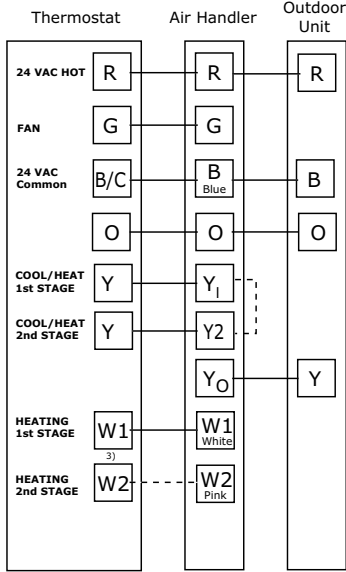 Thermostat Air Handler Outdoor Unit
24 VAC HOT R R R
FAN G G
24 VAC Common B/C B Blue B
O O O
COOL/HEAT 1st STAGE Y YI
COOL/HEAT 2nd STAGE Y Y2
YO Y
HEATING 1st STAGE W1 W1 White
3)
HEATING 2nd STAGE W2 W2 Pink